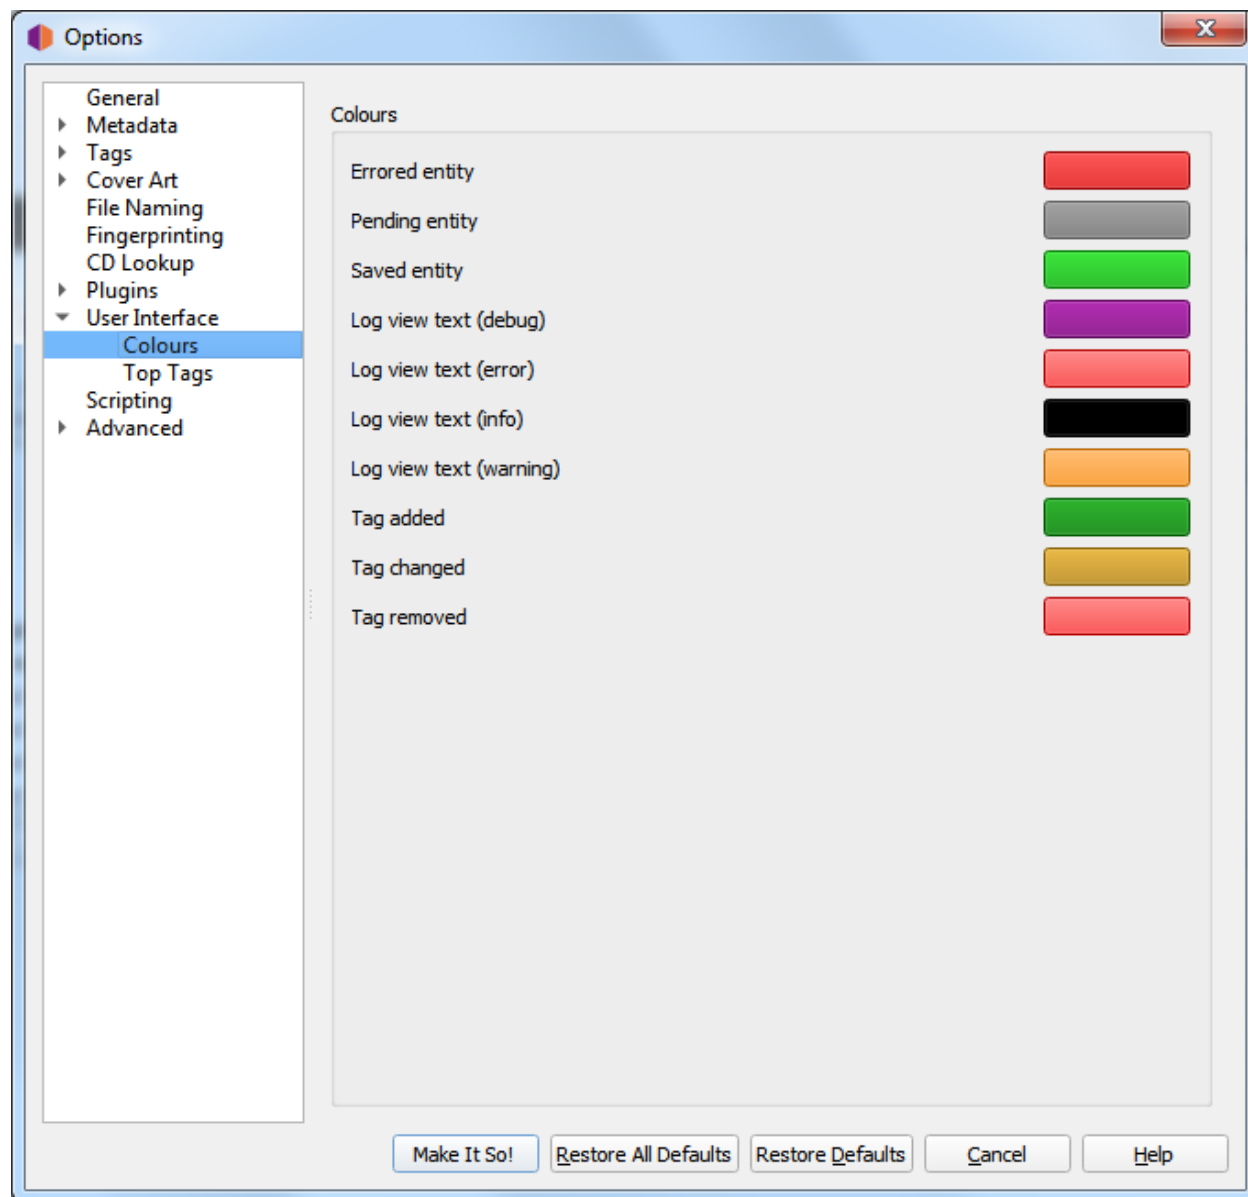 Options
General
Metadata
Tags
Cover Art
File Naming
Fingerprinting
CD Lookup
Plugins
User Interface
Colours
Top Tags
Scripting
Advanced
Colours
Errored entity
Pending entity
Saved entity
Log view text (debug)
Log view text (error)
Log view text (info)
Log view text (warning)
Tag added
Tag changed
Tag removed
Make It So!
Restore All Defaults
Restore Defaults
Cancel
Help